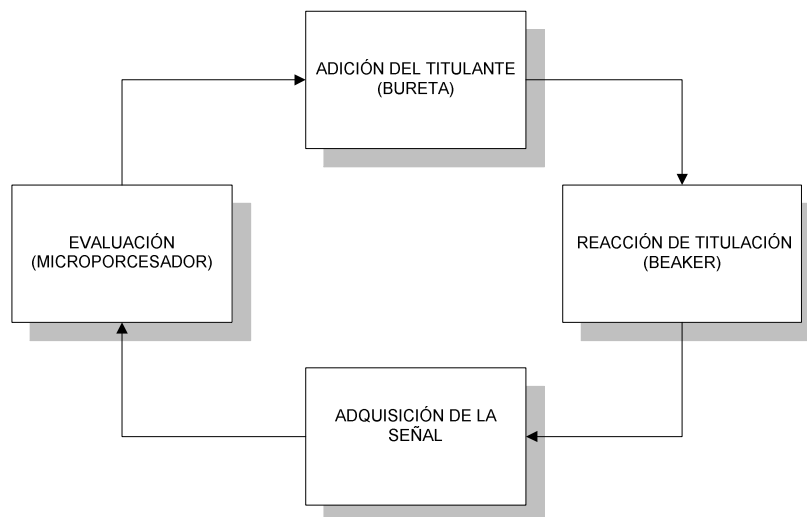 ADICIÓN DEL TITULANTE
(BURETA)
EVALUACIÓN
(MICROPORCESADOR)
REACCIÓN DE TITULACIÓN
(BEAKER)
ADQUISICIÓN DE LA
SEÑAL